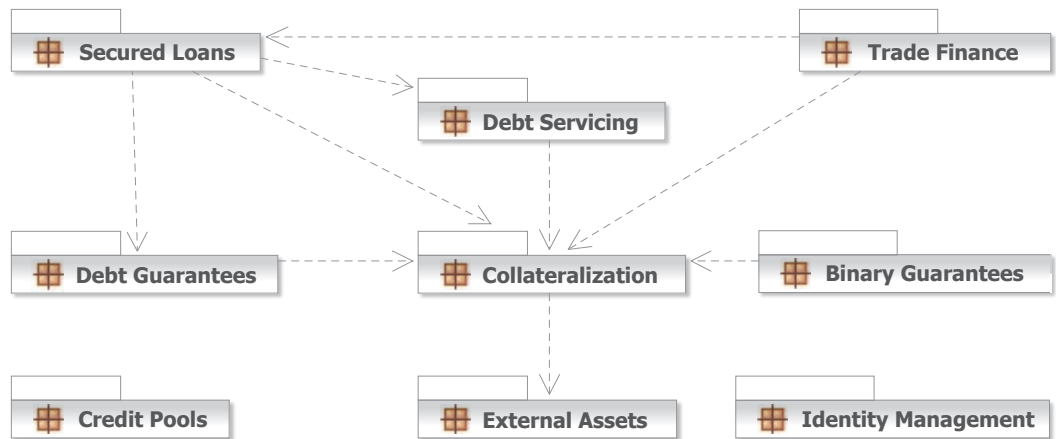 Secured Loans
Trade Finance
Debt Servicing
Debt Guarantees
Collateralization
Binary Guarantees
Credit Pools
External Assets
Identity Management